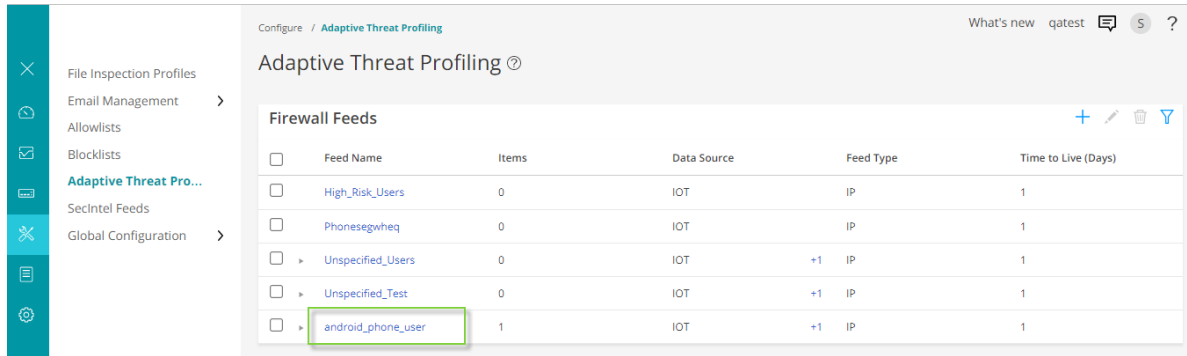 Configure / Adaptive Threat Profiling
What's new qatest S ?
Adaptive Threat Profiling ?
File Inspection Profiles
Email Management
Allowlists
Blocklists
Adaptive Threat Pro...
SecIntel Feeds
Global Configuration
Firewall Feeds
Feed Name Items Data Source Feed Type Time to Live (Days)
High_Risk_Users 0 IOT IP 1
Phonesegwheq 0 IOT IP 1
Unspecified_Users 0 IOT +1 IP 1
Unspecified_Test 0 IOT +1 IP 1
android_phone_user 1 IOT +1 IP 1